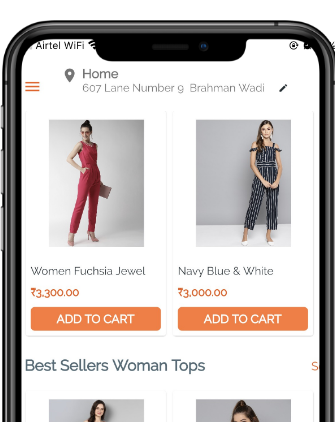 Airtel WiFi
Home
607 Lane Number 9 Brahman Wadi
Women Fuchsia Jewel
Navy Blue & White
₹3,300.00
₹3,000.00
ADD TO CART
ADD TO CART
Best Sellers Woman Tops
S